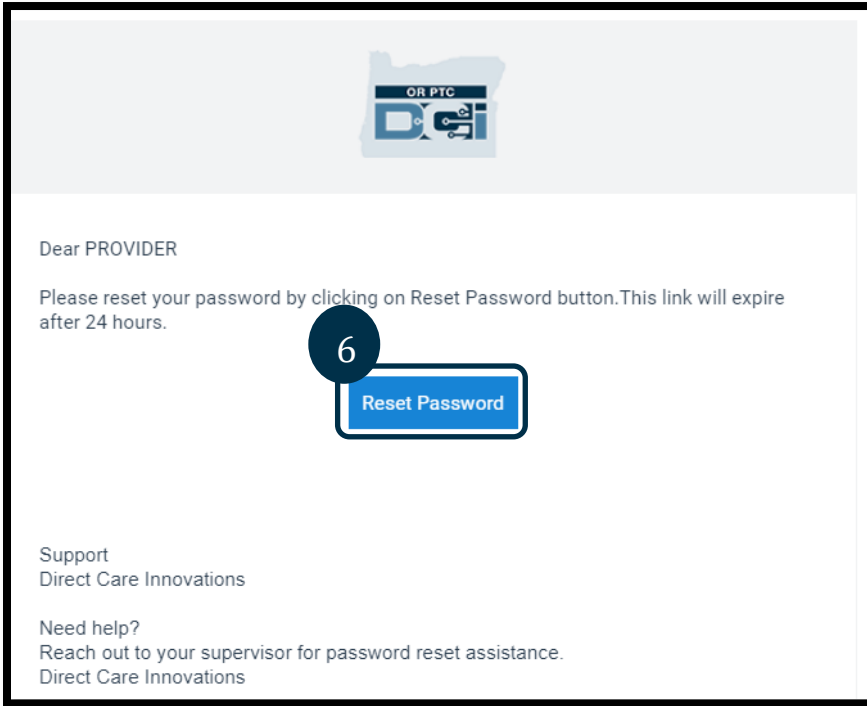 OR PTC
DCi
Dear PROVIDER
Please reset your password by clicking on Reset Password button.This link will expire
after 24 hours.
6
Reset Password
Support
Direct Care Innovations
Need help?
Reach out to your supervisor for password reset assistance.
Direct Care Innovations